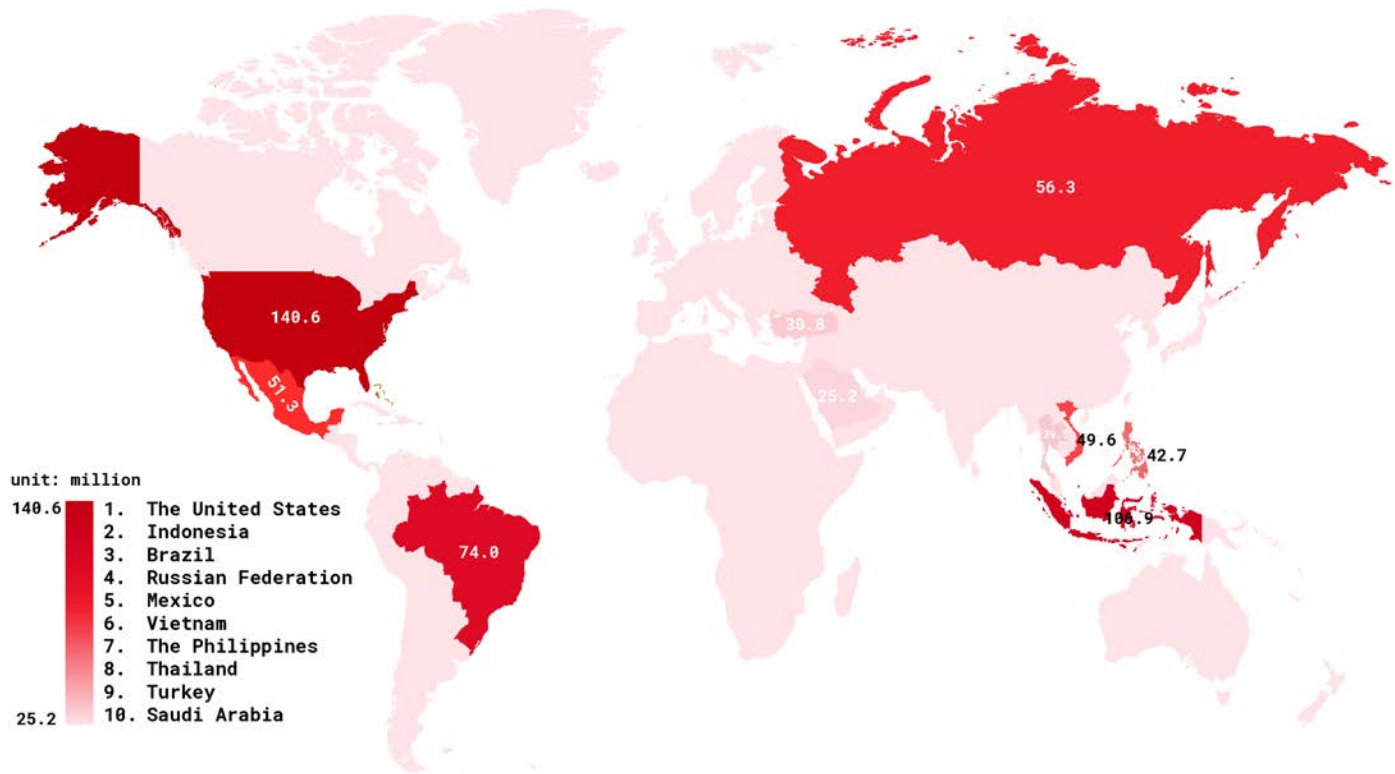 56.3
140.6
30.8
51.3
25.2
49.6
42.7
unit: million
140.6
1. The United States
2. Indonesia
106.9
3. Brazil
74.0
4. Russian Federation
5. Mexico
6. Vietnam
7. The Philippines
8. Thailand
9. Turkey
25.2
10. Saudi Arabia